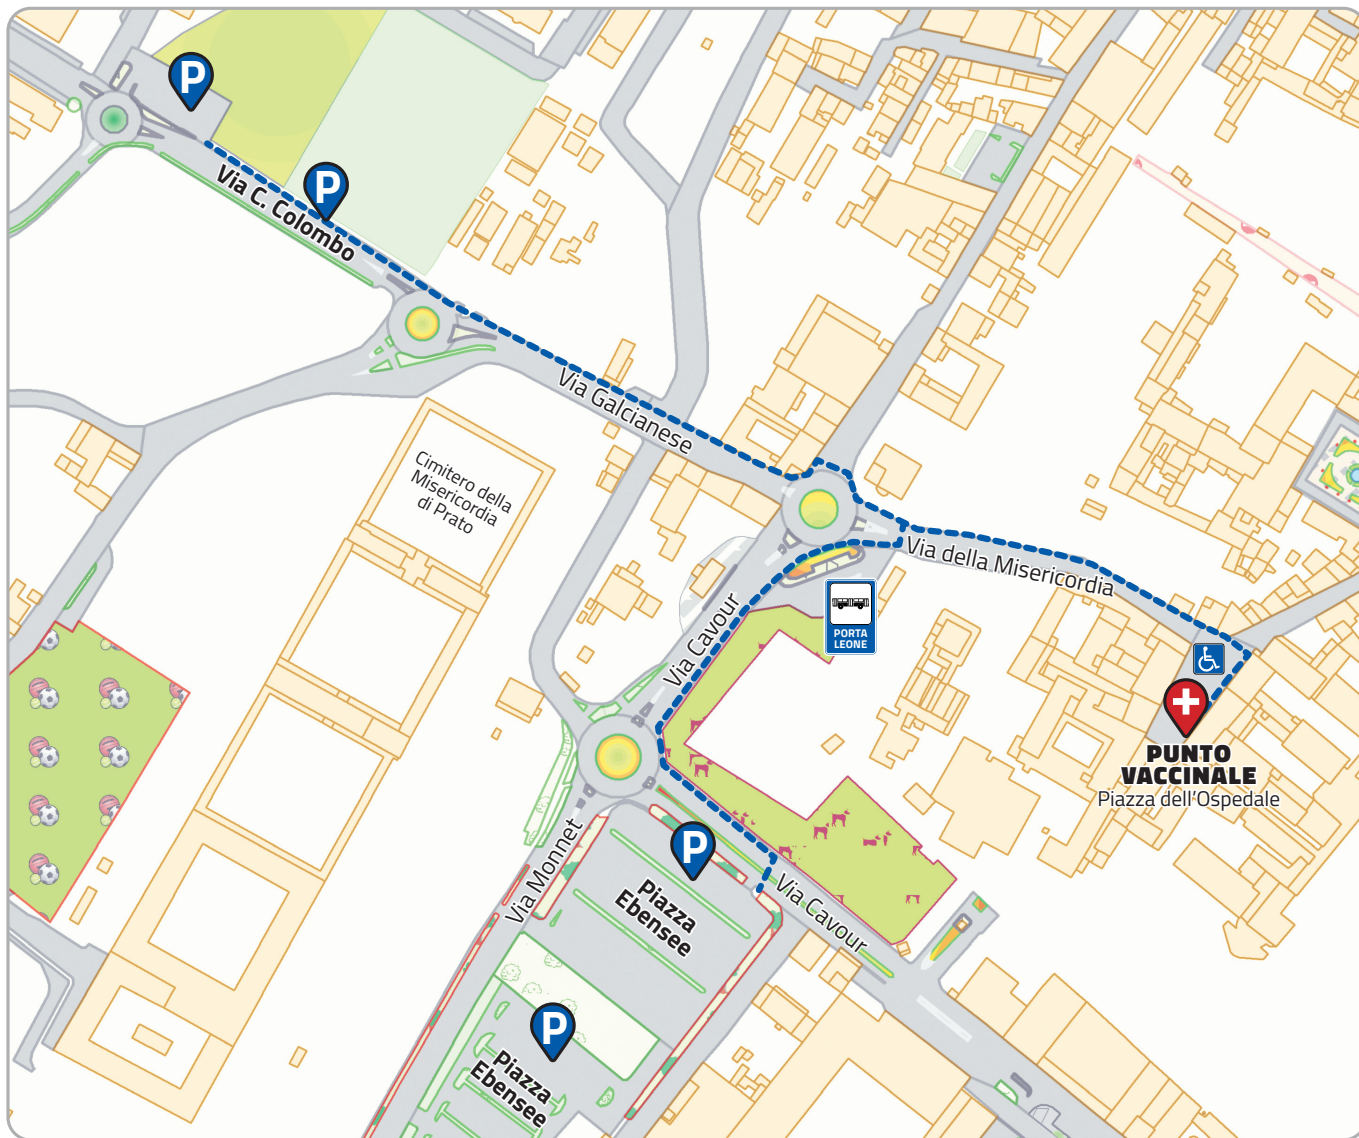 P
P
Via C. Colombo
Via Galcianese
Cimitero della
Misericordia
di Prato
Via della Misericordia
PORTA
LEONE
Via Cavour
PUNTO
VACCINALE
Piazza dell'Ospedale
P
Via Monnet
Piazza
Ebensee
Via Cavour
P
Piazza
Ebensee